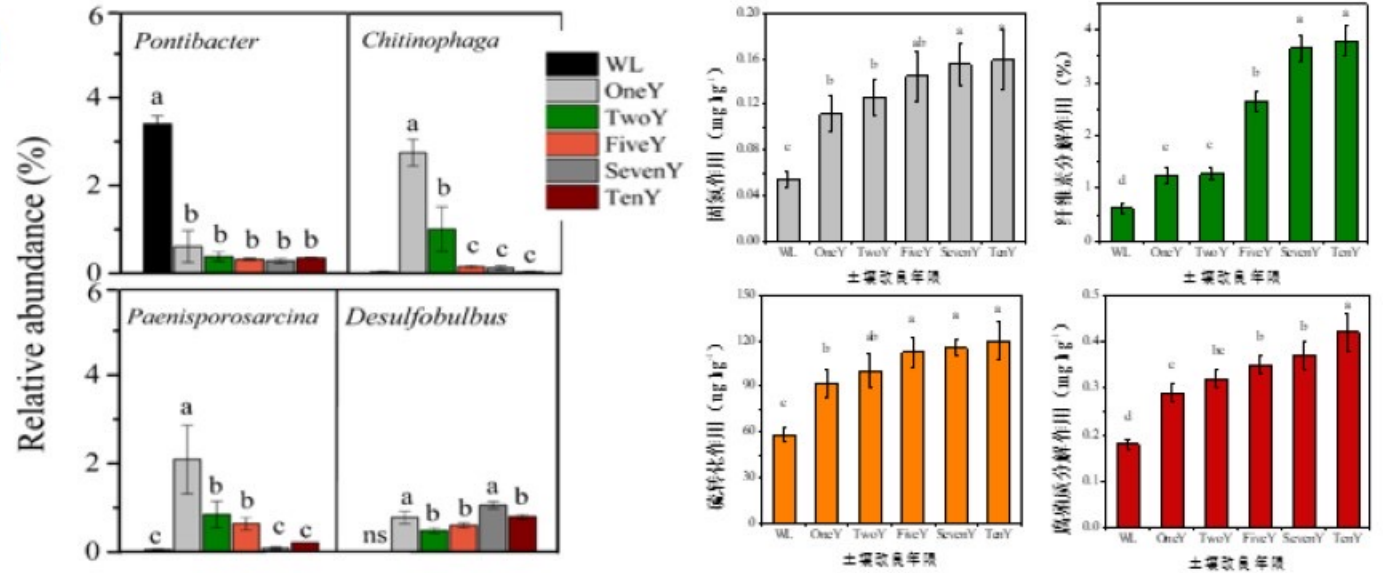 Relative abundance (%)
6
4
2
0
Pontibacter
a
b
b
b
b
b
Chitinophaga
a
b
c
c
c
WL
OneY
TwoY
FiveY
SevenY
TenY
6
4
2
0
Paenisporosarcina
c
a
b
b
c
c
Desulfobulbus
ns
a
b
b
a
b
固氮作用 (mg kg⁻¹)
0.20
0.16
0.12
0.08
0.04
0.00
c
b
b
ab
a
a
WL OneY TwoY FiveY SevenY TenY
土壤改良年限
纤维素分解作用 (%)
4
3
2
1
0
d
c
c
b
a
a
WL OneY TwoY FiveY SevenY TenY
土壤改良年限
硫转化作用 (ng kg⁻¹)
150
120
90
60
30
0
c
b
ab
a
a
a
WL OneY TwoY FiveY SevenY TenY
土壤改良年限
腐殖质分解作用 (mg kg⁻¹)
0.5
0.4
0.3
0.2
0.1
0.0
d
c
bc
b
b
a
WL OneY TwoY FiveY SevenY TenY
土壤改良年限